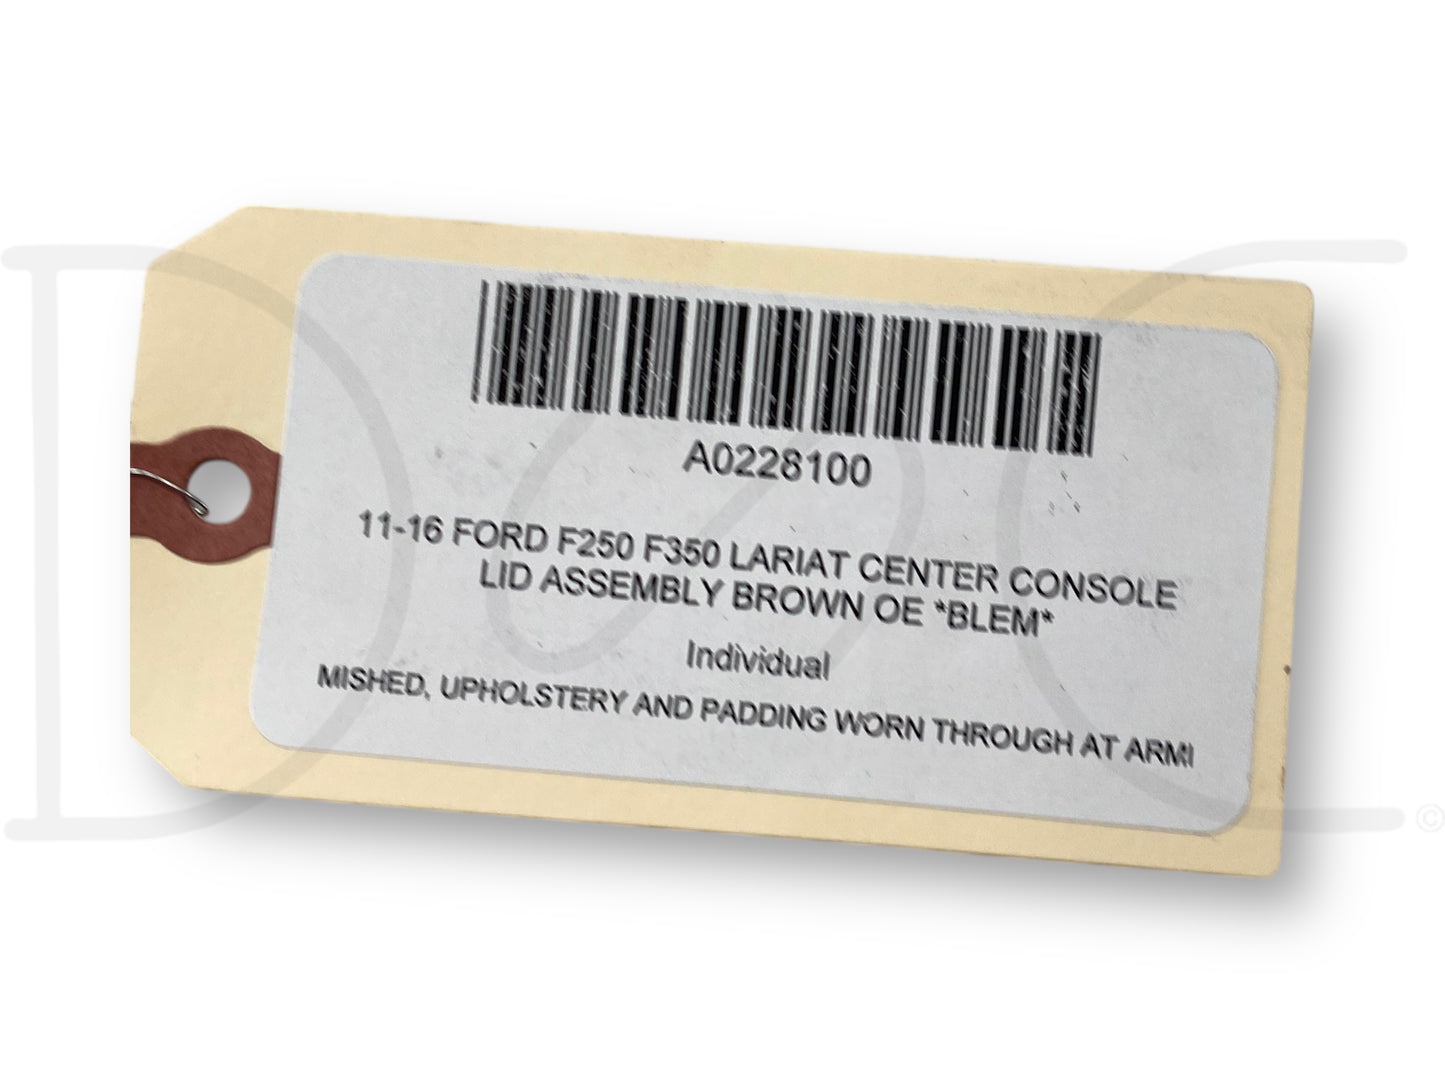 A0228100
11-16 FORD F250 F350 LARIAT CENTER CONSOLE
LID ASSEMBLY BROWN OE *BLEM*
Individual
MISHED, UPHOLSTERY AND PADDING WORN THROUGH AT ARMI
D C ©